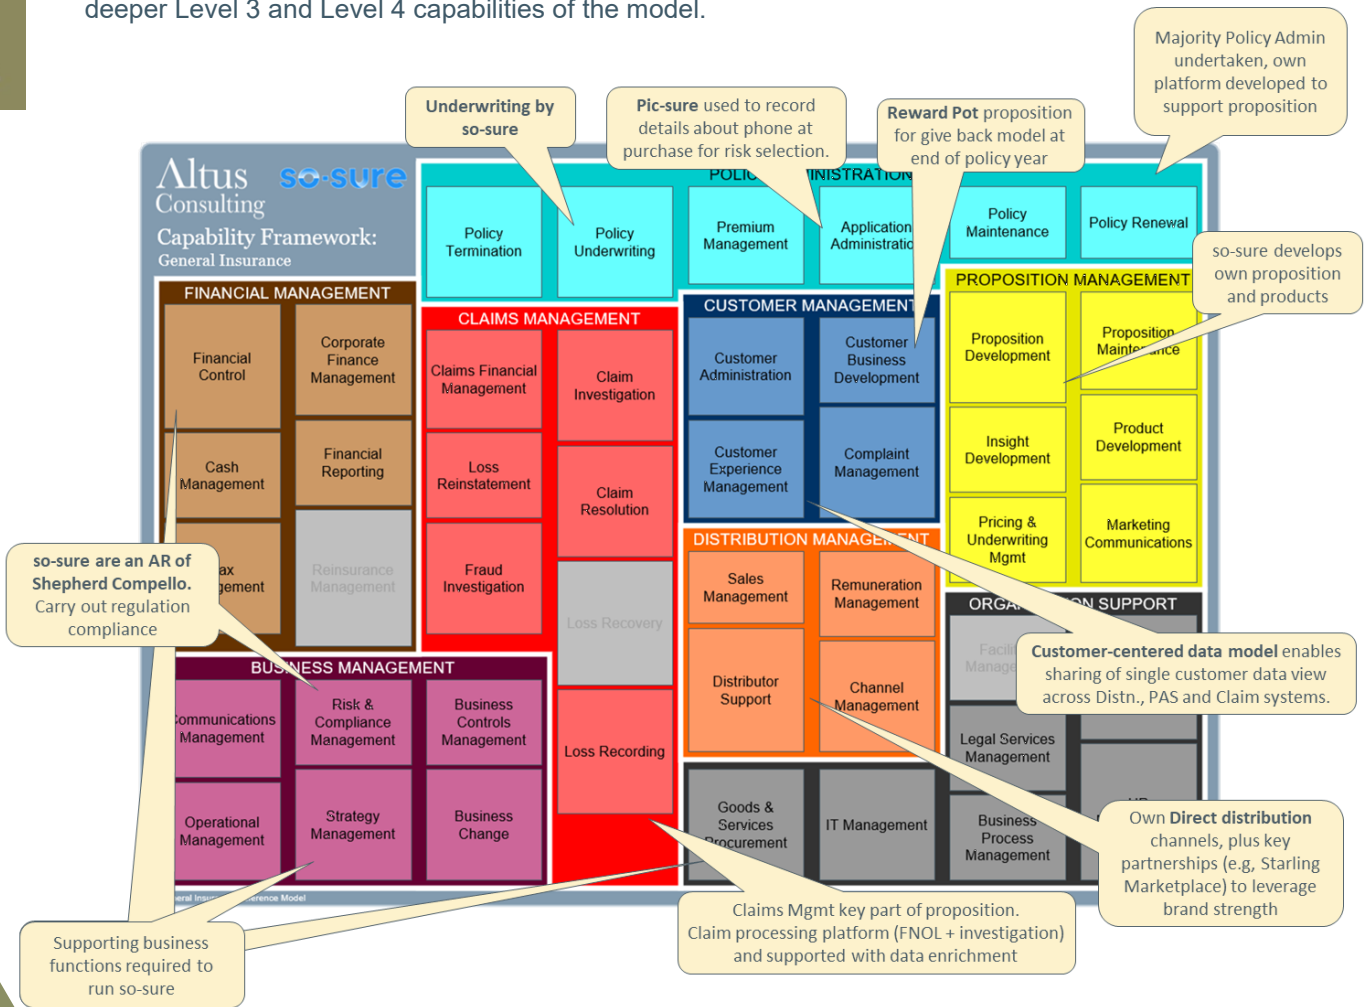 deeper Level 3 and Level 4 capabilities of the model.
Majority Policy Admin
undertaken, own
platform developed to
support proposition
Underwriting by
so-sure
Pic-sure used to record
details about phone at
purchase for risk selection.
Reward Pot proposition
for give back model at
end of policy year
Altus
Consulting
so-sure
Capability Framework:
General Insurance
Policy
Termination
Policy
Underwriting
Premium
Management
Application
Policy
Maintenance
Policy Renewal
so-sure develops
own proposition
and products
FINANCIAL MANAGEMENT
Financial
Control
Corporate
Finance
Management
Cash
Management
Financial
Reporting
Reinsurance
Management
so-sure are an AR of
Shepherd Compello.
Carry out regulation
compliance
CLAIMS MANAGEMENT
Claims Financial
Management
Claim
Investigation
Loss
Reinstatement
Claim
Resolution
Fraud
Investigation
Loss Recovery
Loss Recording
CUSTOMER MANAGEMENT
Customer
Administration
Customer
Business
Development
Customer
Experience
Management
Complaint
Management
PROPOSITION MANAGEMENT
Proposition
Development
Proposition
Maintenance
Insight
Development
Product
Development
Pricing &
Underwriting
Mgmt
Marketing
Communications
DISTRIBUTION MANAGEMENT
Sales
Management
Remuneration
Management
Distributor
Support
Channel
Management
SUPPORT
Legal Services
Management
Goods &
Services
Procurement
IT Management
Business
Process
Management
Customer-centered data model enables
sharing of single customer data view
across Distn., PAS and Claim systems.
BUSINESS MANAGEMENT
Communications
Management
Risk &
Compliance
Management
Business
Controls
Management
Operational
Management
Strategy
Management
Business
Change
Own Direct distribution
channels, plus key
partnerships (e.g, Starling
Marketplace) to leverage
brand strength
Claims Mgmt key part of proposition.
Claim processing platform (FNOL + investigation)
and supported with data enrichment
Supporting business
functions required to
run so-sure